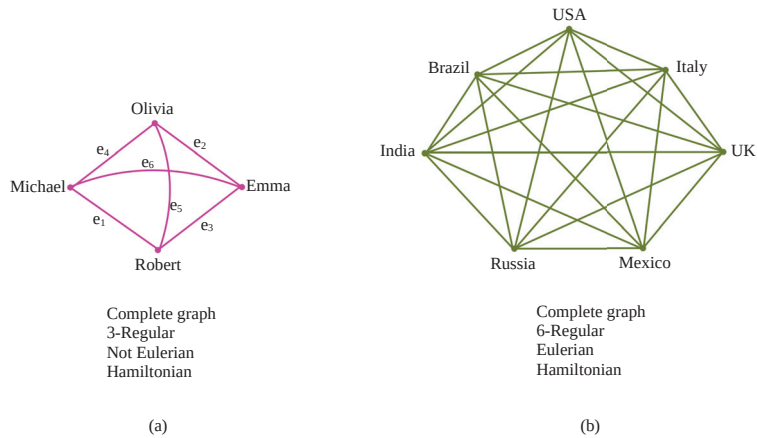 Olivia
e4
e2
e6
Michael
Emma
e5
e1
e3
Robert
Complete graph
3-Regular
Not Eulerian
Hamiltonian
(a)
USA
Brazil
Italy
India
UK
Russia
Mexico
Complete graph
6-Regular
Eulerian
Hamiltonian
(b)